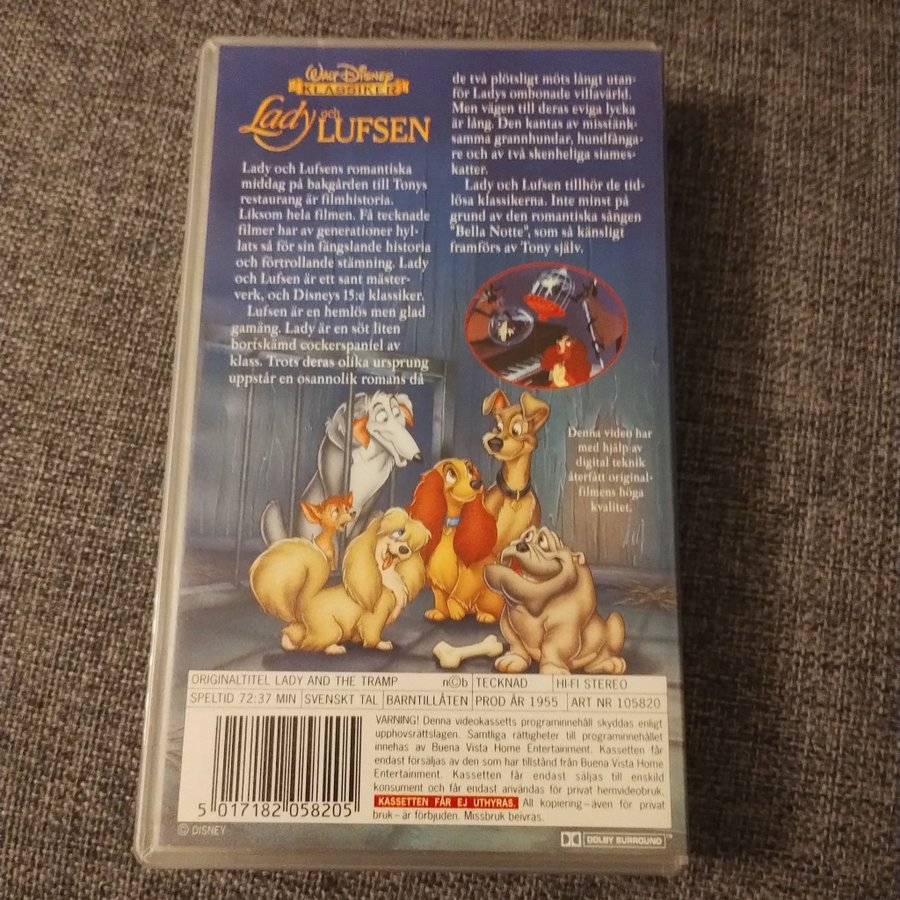 WALT DISNEY
KLASSIKER
Lady och LUFSEN
Lady och Lufsens romantiska
middag på bakgården till Tonys
restaurang är filmhistoria.
Liksom hela filmen. Få tecknade
filmer har av generationer hyl-
lats så för sin fängslande historia
och förtrollande stämning. Lady
och Lufsen är ett sant mäster-
verk, och Disneys 15:e klassiker.
Lufsen är en hemlös men glad
gamäng. Lady är en söt liten
bortskämd cockerspaniel av
klass. Trots deras olika ursprung
uppstår en osannolik romans då
de två plötsligt möts långt utan-
för Ladys ombonade villavärld.
Men vägen till deras eviga lycka
är lång. Den kantas av misstänk-
samma grannhundar, hundfånga-
re och av två skenheliga siames-
katter.
Lady och Lufsen tillhör de tid-
lösa klassikerna. Inte minst på
grund av den romantiska sången
"Bella Notte", som så känsligt
framförs av Tony själv.
Denna video har
med hjälp av
digital teknik
återfått original-
filmens höga
kvalitet.
ORIGINALTITEL LADY AND THE TRAMP n©b TECKNAD HI-FI STEREO
SPELTID 72:37 MIN SVENSKT TAL BARNTILLÅTEN PROD ÅR 1955 ART NR 105820
VARNING! Denna videokassetts programinnehåll skyddas enligt
upphovsrättslagen. Samtliga rättigheter till programinnehållet
innehas av Buena Vista Home Entertainment. Kassetten får
endast försäljas av den som har tillstånd från Buena Vista Home
Entertainment. Kassetten får endast säljas till enskild
konsument och får endast användas för privat hemvideobruk.
KASSETTEN FÅR EJ UTHYRAS. All kopiering – även för privat
bruk – är förbjuden. Missbruk beivras.
5 017182 058205
© DISNEY
DOLBY SURROUND™